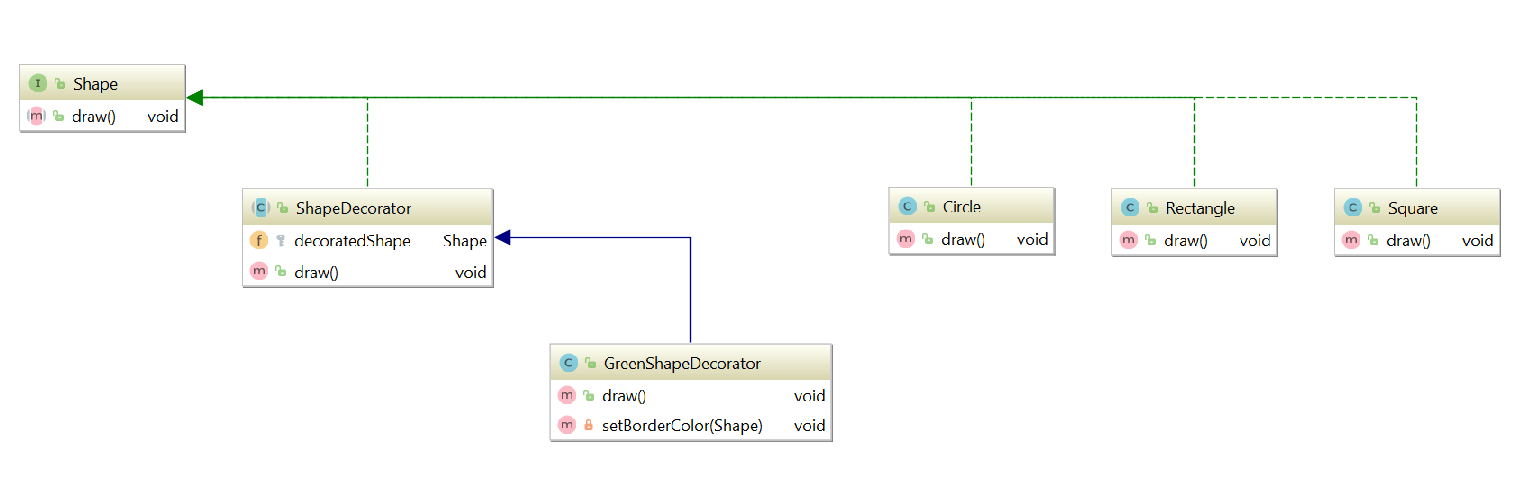 I Shape
m draw() void
C ShapeDecorator
f decoratedShape Shape
m draw() void
C Circle
m draw() void
C Rectangle
m draw() void
C Square
m draw() void
C GreenShapeDecorator
m draw() void
m setBorderColor(Shape) void